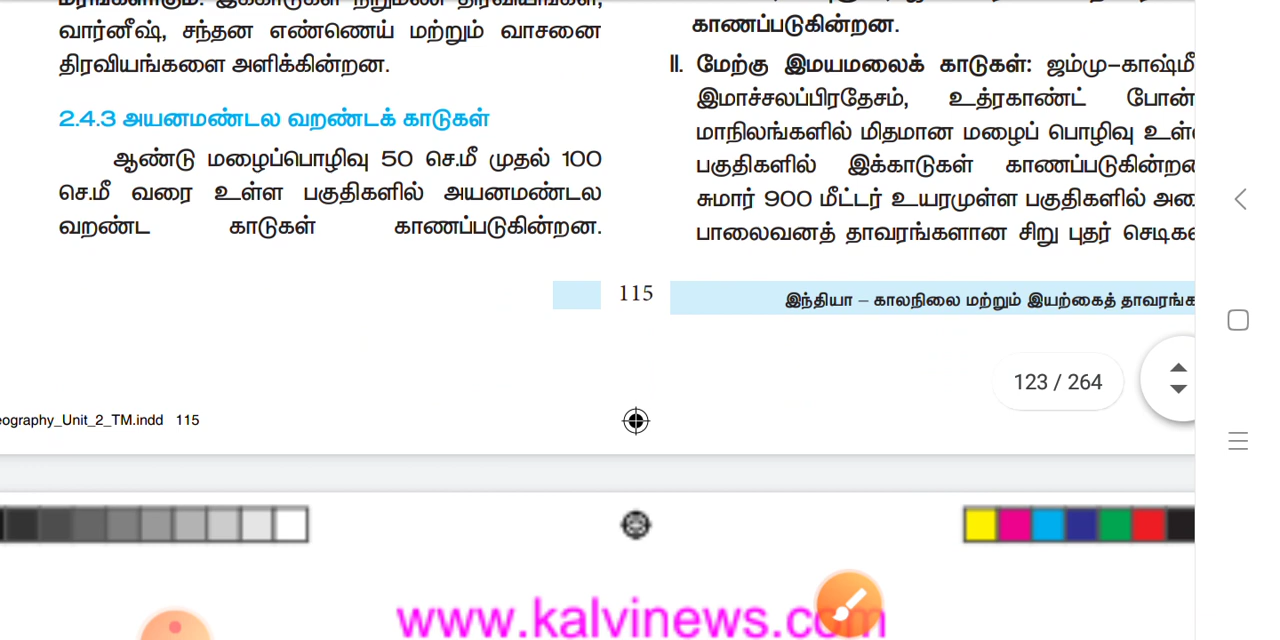 வார்னீஷ், சந்தன எண்ணெய் மற்றும் வாசனை
திரவியங்களை அளிக்கின்றன.
2.4.3 அயனமண்டல வறண்டக் காடுகள்
ஆண்டு மழைப்பொழிவு 50 செ.மீ முதல் 100
செ.மீ வரை உள்ள பகுதிகளில் அயனமண்டல
வறண்ட காடுகள் காணப்படுகின்றன.
காணப்படுகின்றன.
II. மேற்கு இமயமலைக் காடுகள்: ஜம்மு–காஷ்மீ
இமாச்சலப்பிரதேசம், உத்ரகாண்ட் போன்
மாநிலங்களில் மிதமான மழைப் பொழிவு உள்
பகுதிகளில் இக்காடுகள் காணப்படுகின்றன
சுமார் 900 மீட்டர் உயரமுள்ள பகுதிகளில்
பாலைவனத் தாவரங்களான சிறு புதர்
115
இந்தியா – காலநிலை மற்றும் இயற்கைத்
123 / 264
eography_Unit_2_TM.indd 115
www.kalvinews.com